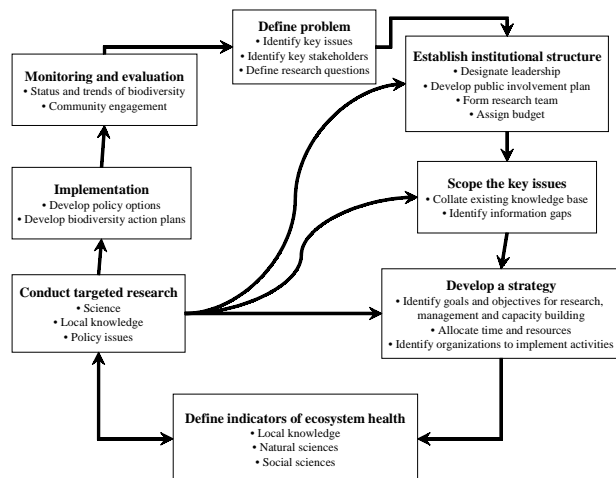 Define problem
• Identify key issues
• Identify key stakeholders
• Define research questions
Establish institutional structure
• Designate leadership
• Develop public involvement plan
• Form research team
• Assign budget
Monitoring and evaluation
• Status and trends of biodiversity
• Community engagement
Implementation
• Develop policy options
• Develop biodiversity action plans
Scope the key issues
• Collate existing knowledge base
• Identify information gaps
Conduct targeted research
• Science
• Local knowledge
• Policy issues
Develop a strategy
• Identify goals and objectives for research,
management and capacity building
• Allocate time and resources
• Identify organizations to implement activities
Define indicators of ecosystem health
• Local knowledge
• Natural sciences
• Social sciences